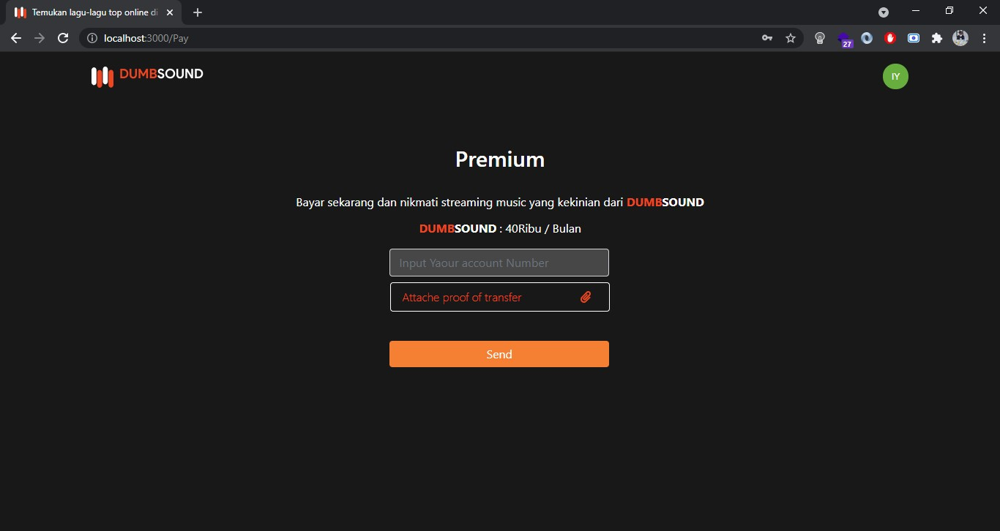 Temukan lagu-lagu top online di
localhost:3000/Pay
27
DUMBSOUND
IY
Premium
Bayar sekarang dan nikmati streaming music yang kekinian dari DUMBSOUND
DUMBSOUND : 40Ribu / Bulan
Input Yaour account Number
Attache proof of transfer
Send